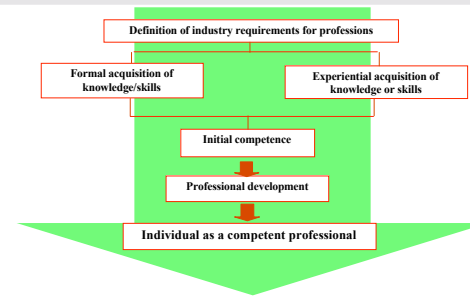 Definition of industry requirements for professions
Formal acquisition of
knowledge/skills
Experiential acquisition of
knowledge or skills
Initial competence
Professional development
Individual as a competent professional